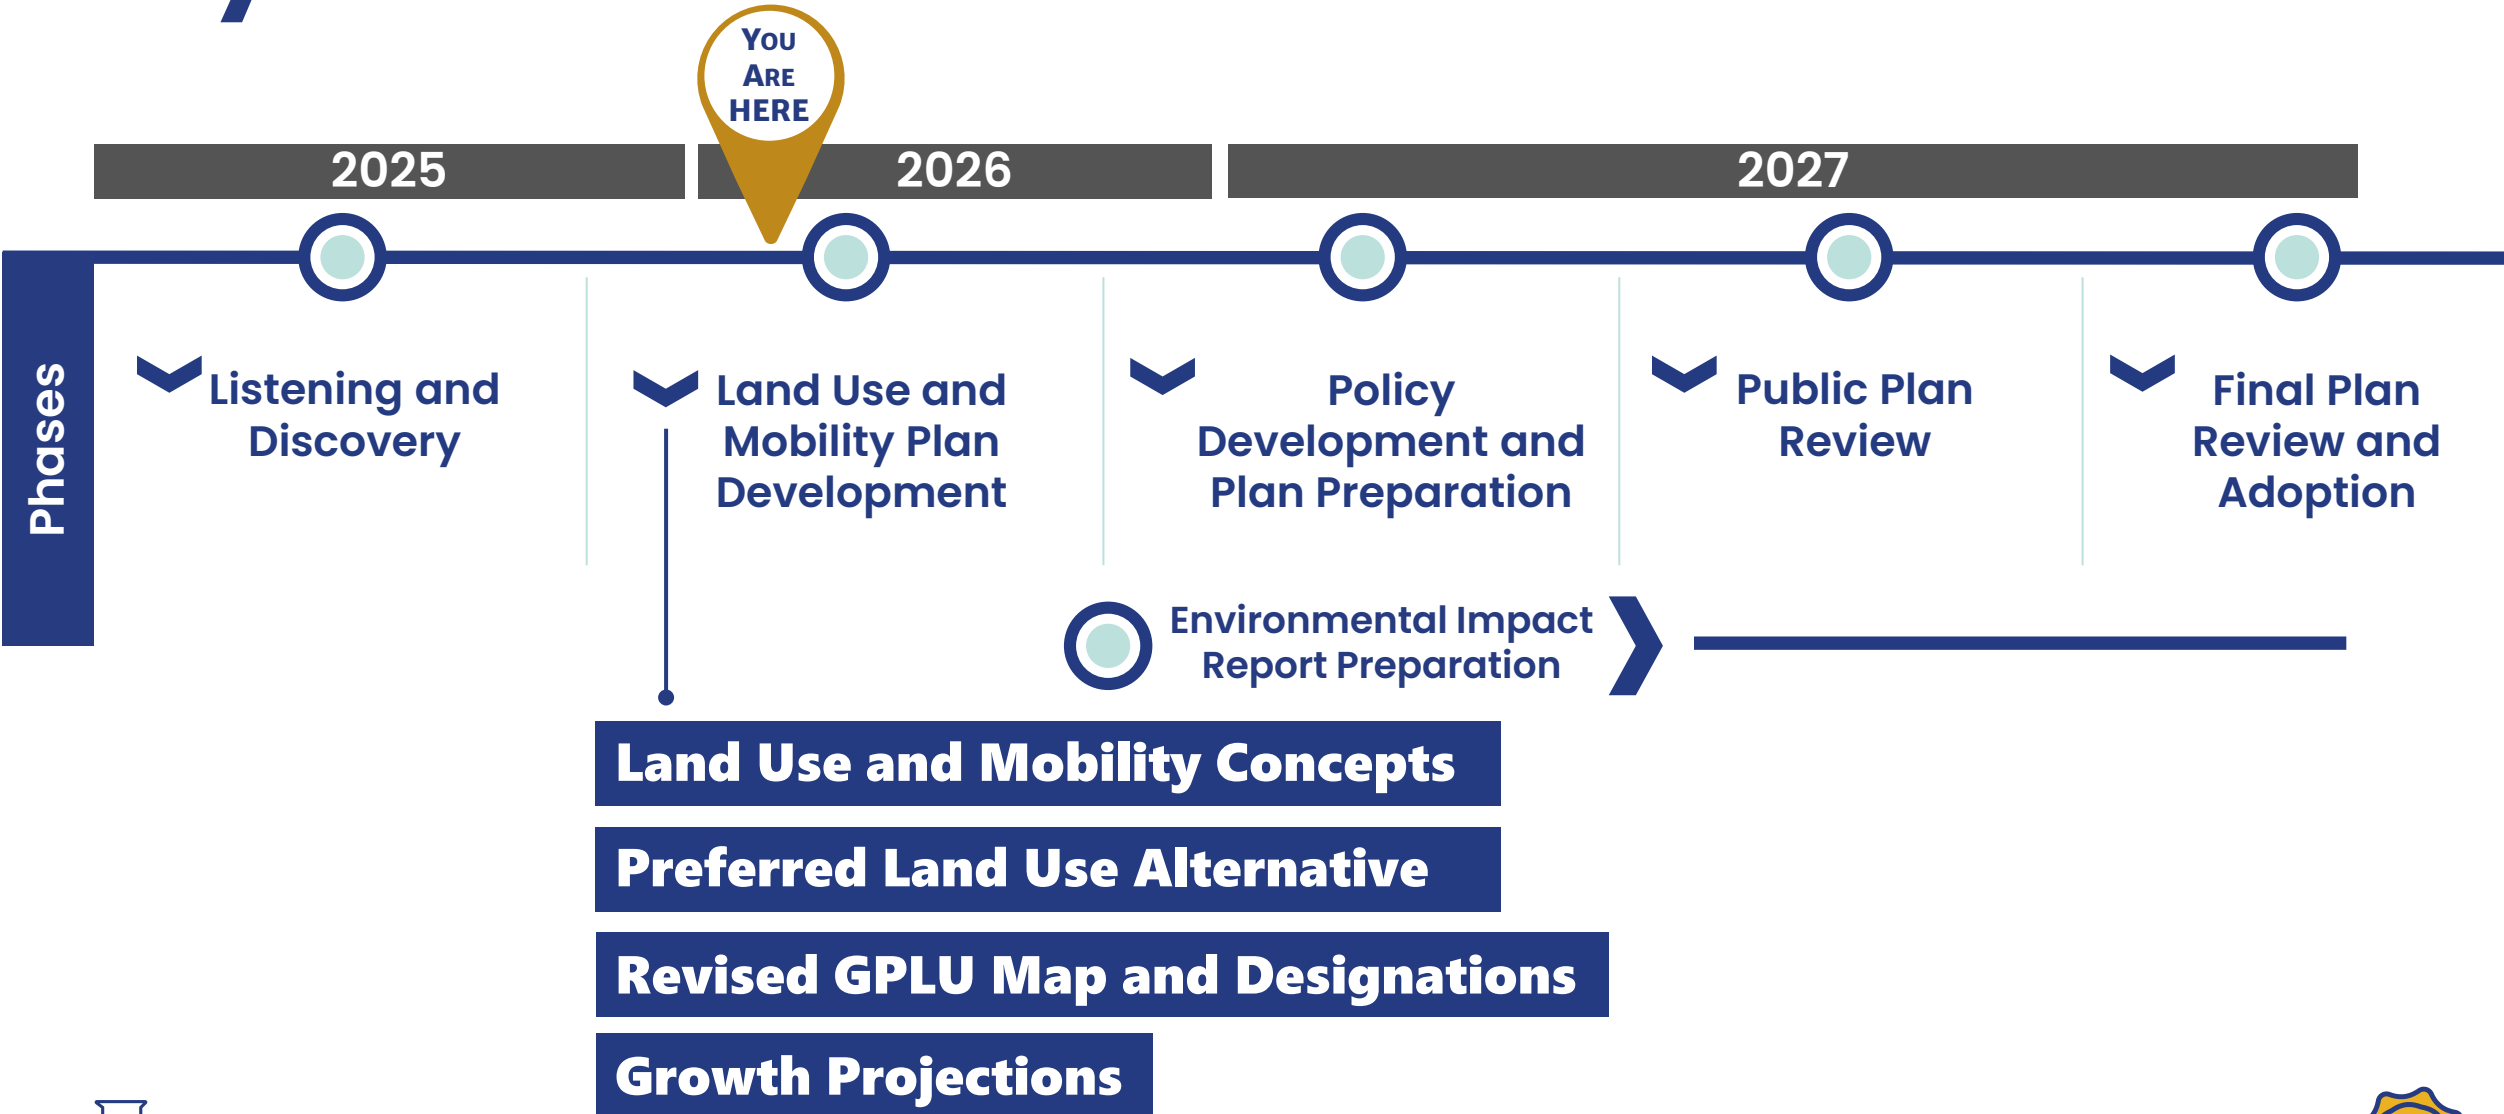 You
Are
HERE
2025
2026
2027
Phases
Listening and
Discovery
Land Use and
Mobility Plan
Development
Policy
Development and
Plan Preparation
Public Plan
Review
Final Plan
Review and
Adoption
Environmental Impact
Report Preparation
Land Use and Mobility Concepts
Preferred Land Use Alternative
Revised GPLU Map and Designations
Growth Projections